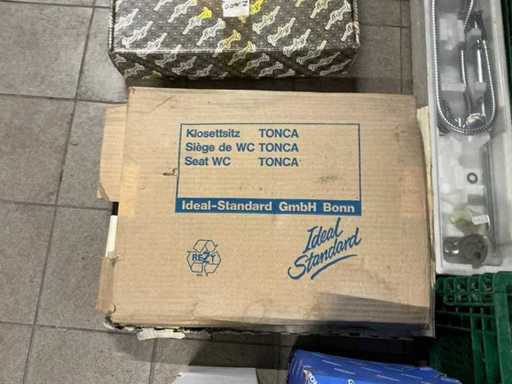 Klosettsitz TONCA
Siège de WC TONCA
Seat WC TONCA
Ideal-Standard GmbH Bonn
Ideal
Standard
REZY